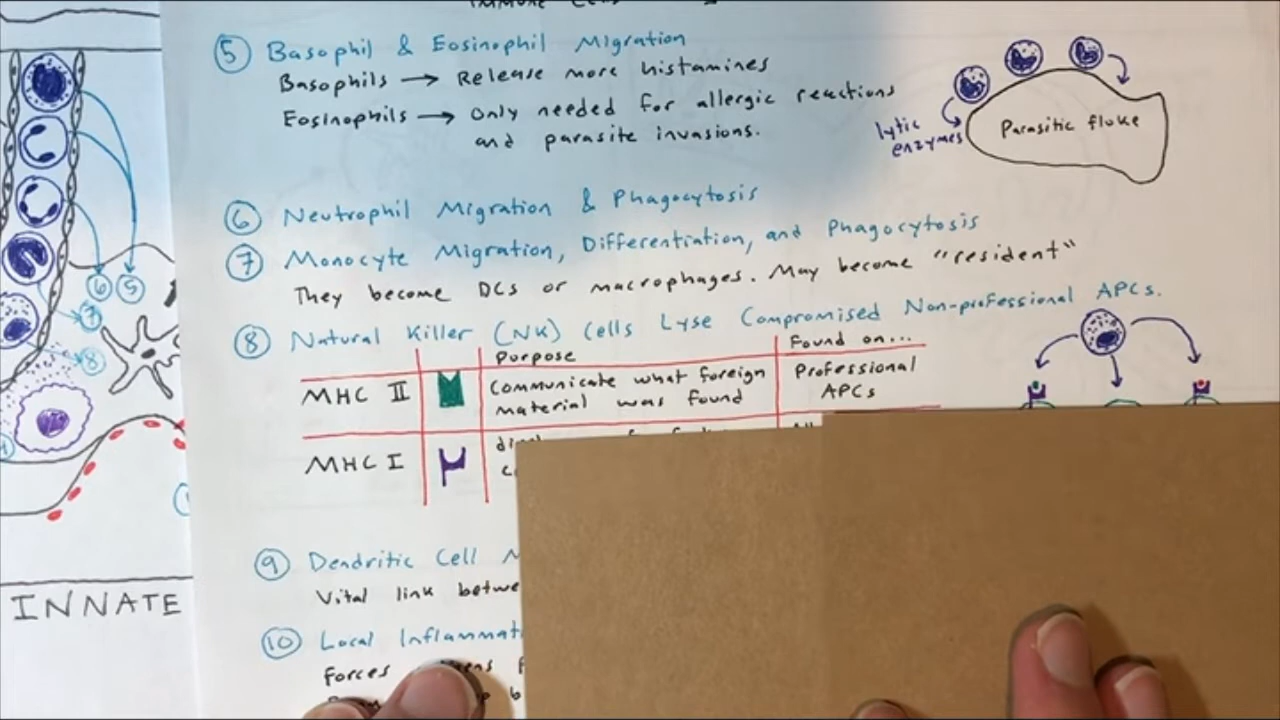 5 Basophil & Eosinophil Migration
Basophils → Release more histamines
Eosinophils → Only needed for allergic reactions
and parasite invasions.
lytic
enzymes
Parasitic fluke
6 Neutrophil Migration & Phagocytosis
7 Monocyte Migration, Differentiation, and Phagocytosis
They become DCs or macrophages. May become "resident"
8 Natural Killer (NK) Cells Lyse Compromised Non-professional APCs.
Purpose
Found on...
MHC II
Communicate what foreign
material was found
Professional
APCs
MHC I
9 Dendritic Cell
Vital link
10 Local
Forces
6 5
7
8
INNATE